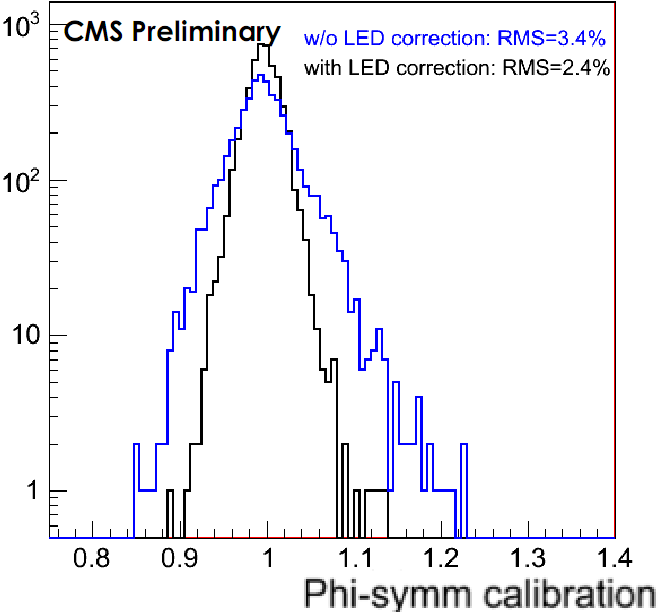 10³
CMS Preliminary
w/o LED correction: RMS=3.4%
with LED correction: RMS=2.4%
10²
10
1
0.8 0.9 1 1.1 1.2 1.3 1.4
Phi-symm calibration